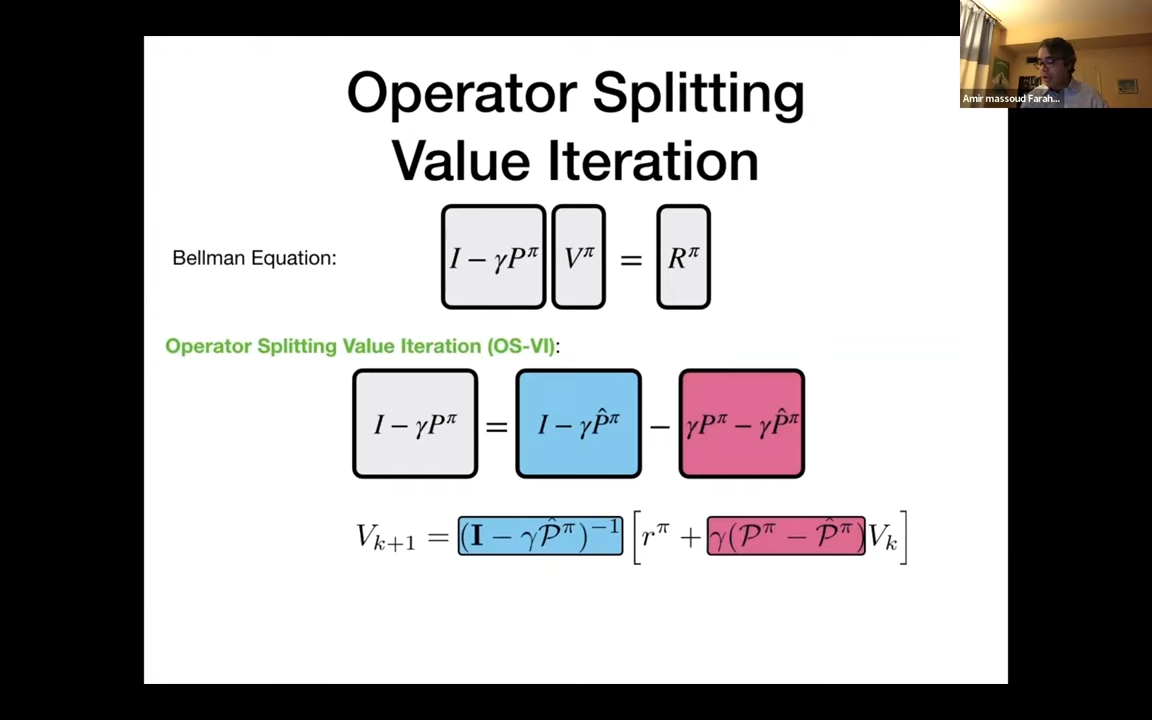 Operator Splitting
Value Iteration
Amir massoud Farah...
Bellman Equation:
I − γP^π V^π = R^π
Operator Splitting Value Iteration (OS-VI):
I − γP^π = I − γP̂^π − γP^π − γP̂^π
V_{k+1} = (𝐈 − γ𝒫̂^π)^{−1} [r^π + γ(𝒫^π − 𝒫̂^π)V_k]